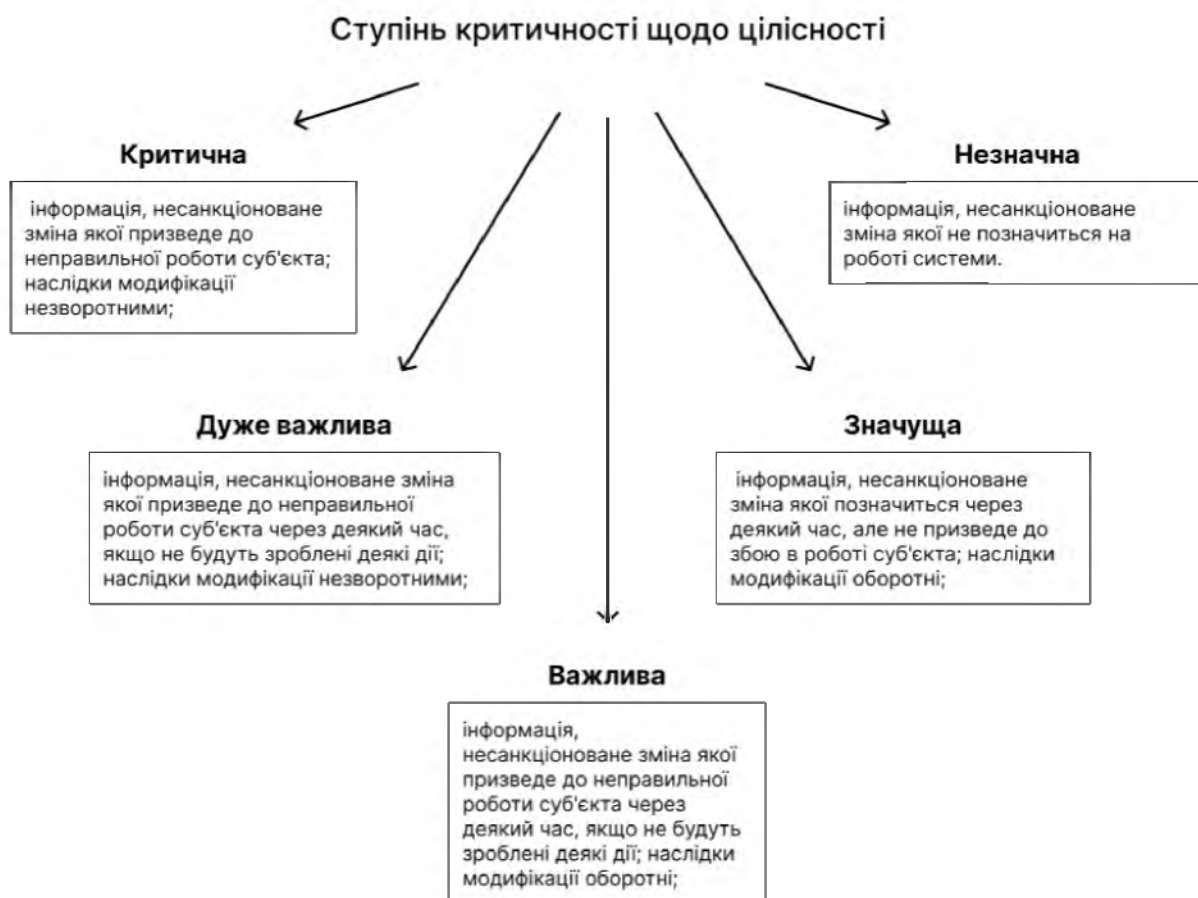 Ступінь критичності щодо цілісності
Критична
інформація, несанкціоноване
зміна якої призведе до
неправильної роботи суб'єкта;
наслідки модифікації
незворотними;
Незначна
інформація, несанкціоноване
зміна якої не позначиться на
роботі системи.
Дуже важлива
інформація, несанкціоноване зміна
якої призведе до неправильної
роботи суб'єкта через деякий час,
якщо не будуть зроблені деякі дії;
наслідки модифікації незворотними;
Значуща
інформація, несанкціоноване
зміна якої позначиться через
деякий час, але не призведе до
збою в роботі суб'єкта; наслідки
модифікації оборотні;
Важлива
інформація,
несанкціоноване зміна якої
призведе до неправильної
роботи суб'єкта через
деякий час, якщо не будуть
зроблені деякі дії; наслідки
модифікації оборотні;